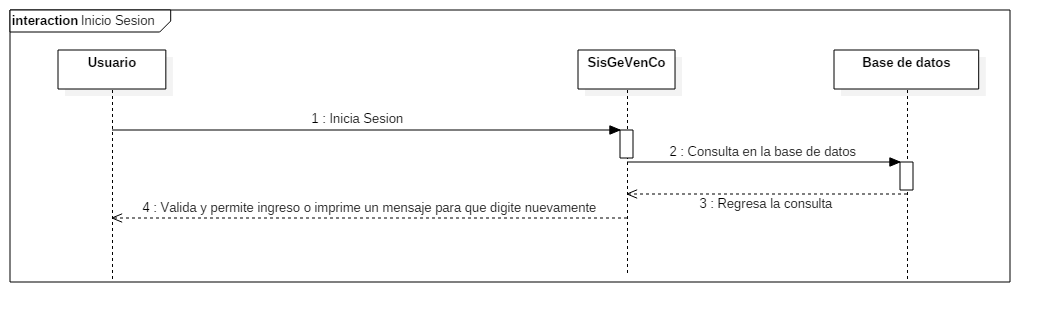 interaction Inicio Sesion
Usuario
SisGeVenCo
Base de datos
1 : Inicia Sesion
2 : Consulta en la base de datos
3 : Regresa la consulta
4 : Valida y permite ingreso o imprime un mensaje para que digite nuevamente